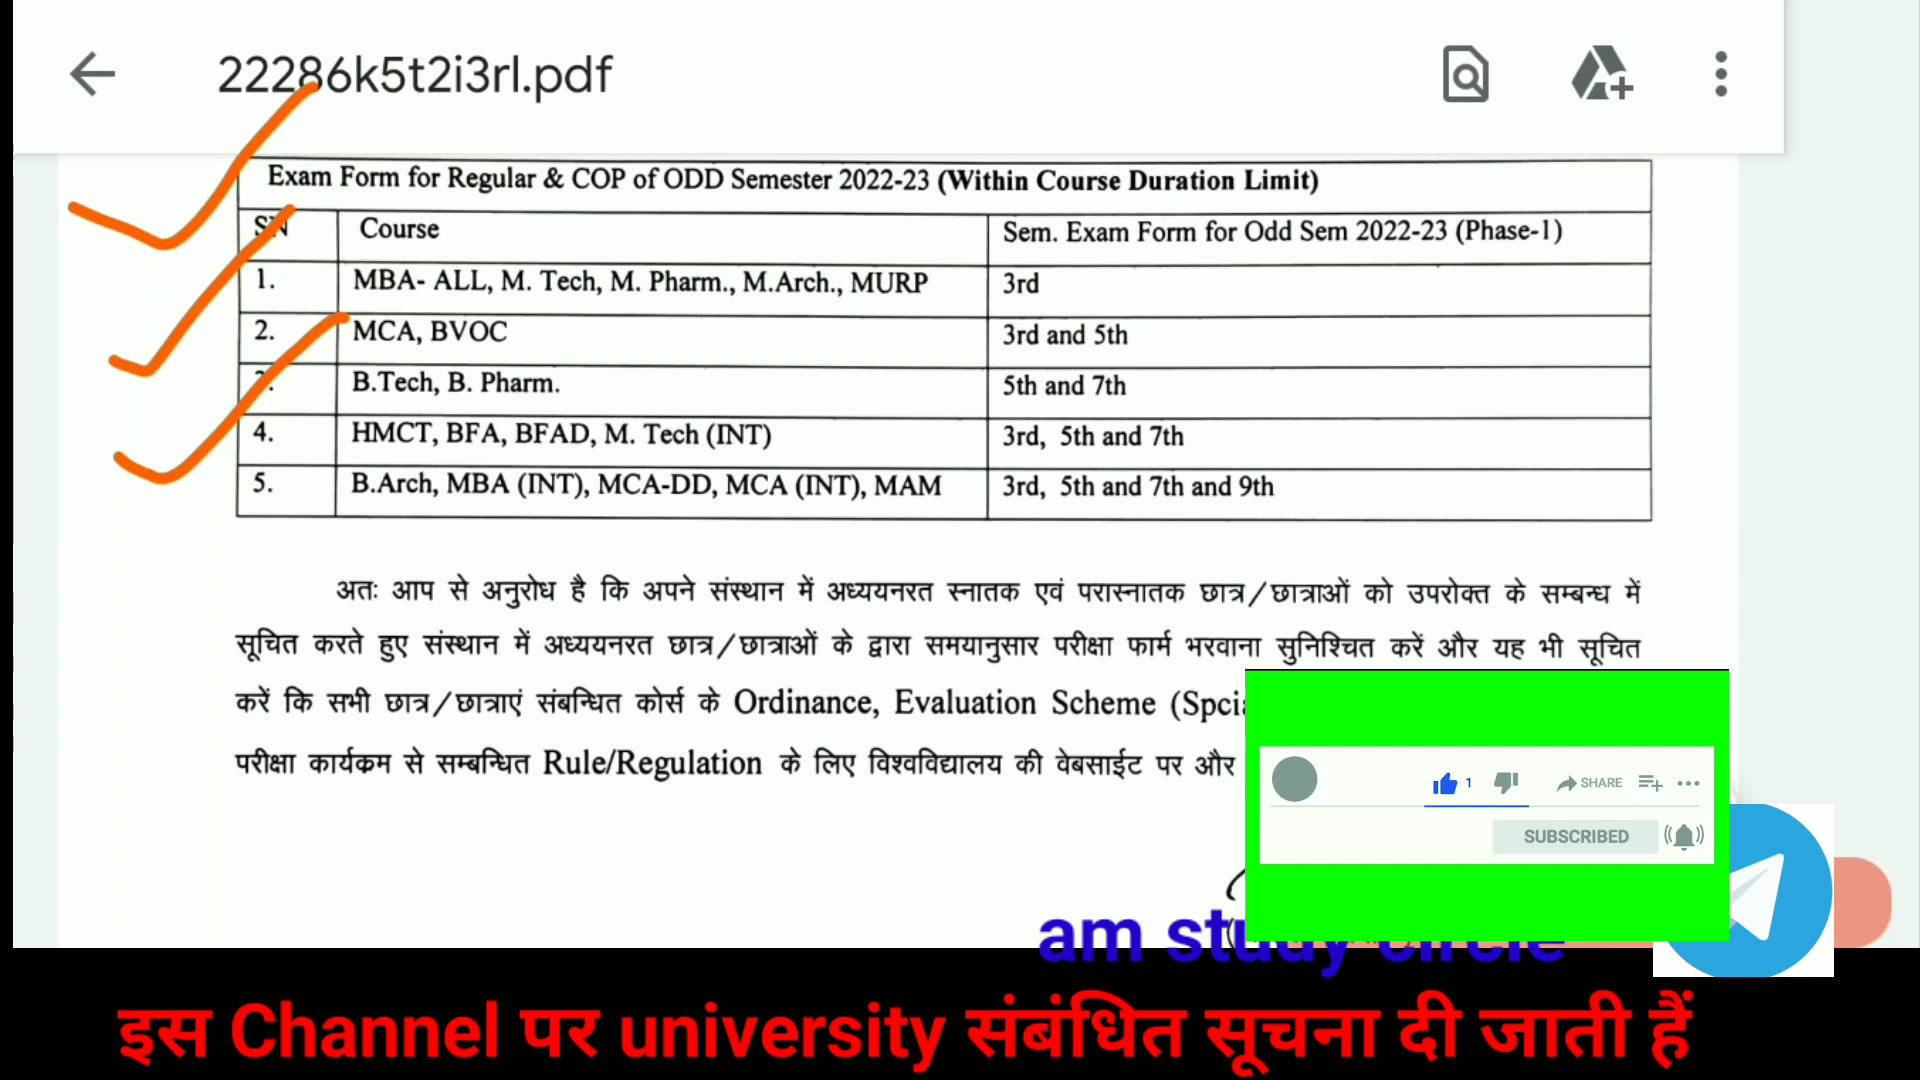 22286k5t2i3rl.pdf
Exam Form for Regular & COP of ODD Semester 2022-23 (Within Course Duration Limit)
SN Course Sem. Exam Form for Odd Sem 2022-23 (Phase-1)
1. MBA- ALL, M. Tech, M. Pharm., M.Arch., MURP 3rd
2. MCA, BVOC 3rd and 5th
B.Tech, B. Pharm. 5th and 7th
4. HMCT, BFA, BFAD, M. Tech (INT) 3rd, 5th and 7th
5. B.Arch, MBA (INT), MCA-DD, MCA (INT), MAM 3rd, 5th and 7th and 9th
अतः आप से अनुरोध है कि अपने संस्थान में अध्ययनरत स्नातक एवं परास्नातक छात्र/छात्राओं को उपरोक्त के सम्बन्ध में
सूचित करते हुए संस्थान में अध्ययनरत छात्र/छात्राओं के द्वारा समयानुसार परीक्षा फार्म भरवाना सुनिश्चित करें और यह भी सूचित
करें कि सभी छात्र/छात्राएं संबन्धित कोर्स के Ordinance, Evaluation Scheme
परीक्षा कार्यक्रम से सम्बन्धित Rule/Regulation के लिए विश्वविद्यालय की वेबसाईट पर और
1 SHARE
SUBSCRIBED
am study circle
इस Channel पर university संबंधित सूचना दी जाती हैं